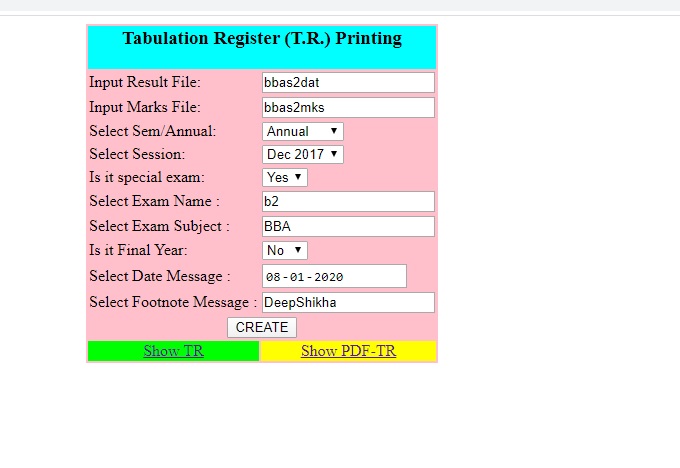 Tabulation Register (T.R.) Printing
Input Result File: bbas2dat
Input Marks File: bbas2mks
Select Sem/Annual: Annual
Select Session: Dec 2017
Is it special exam: Yes
Select Exam Name : b2
Select Exam Subject : BBA
Is it Final Year: No
Select Date Message : 08-01-2020
Select Footnote Message : DeepShikha
CREATE
Show TR Show PDF-TR